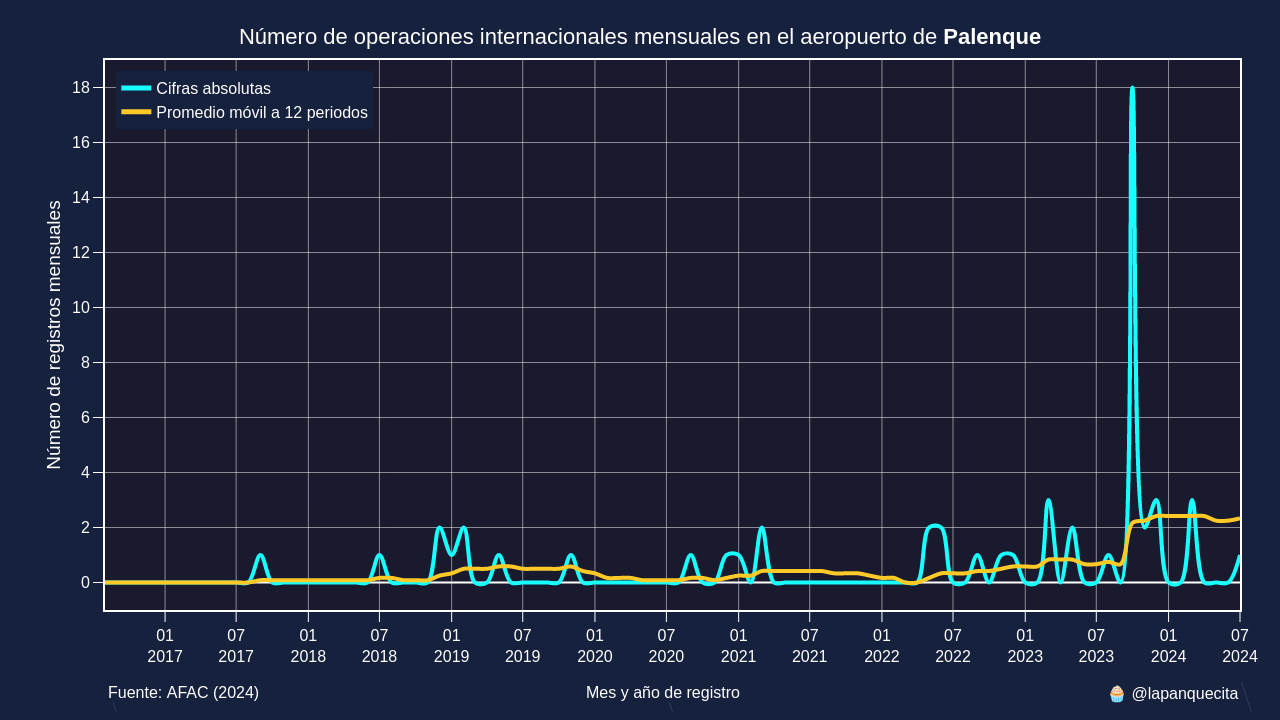 Número de operaciones internacionales mensuales en el aeropuerto de Palenque
Cifras absolutas
Promedio móvil a 12 periodos
Número de registros mensuales
18
16
14
12
10
8
6
4
2
0
01 07 01 07 01 07 01 07 01 07 01 07 01 07 01 07
2017 2017 2018 2018 2019 2019 2020 2020 2021 2021 2022 2022 2023 2023 2024 2024
Fuente: AFAC (2024) Mes y año de registro 🧁 @lapanquecita